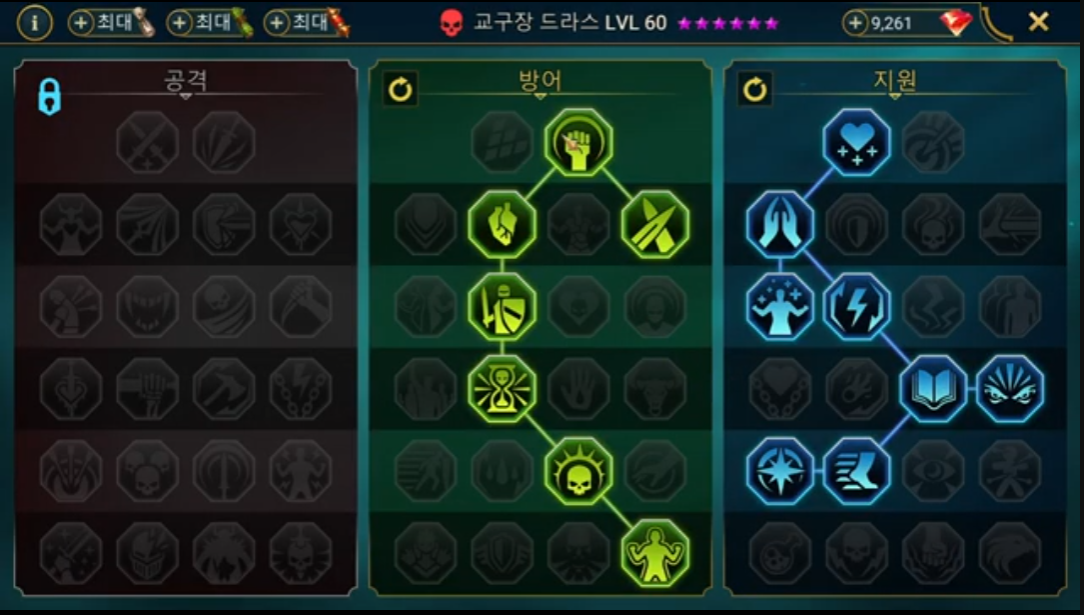 i + 최대 + 최대 + 최대 교구장 드라스 LVL 60 + 9,261
공격 방어 지원